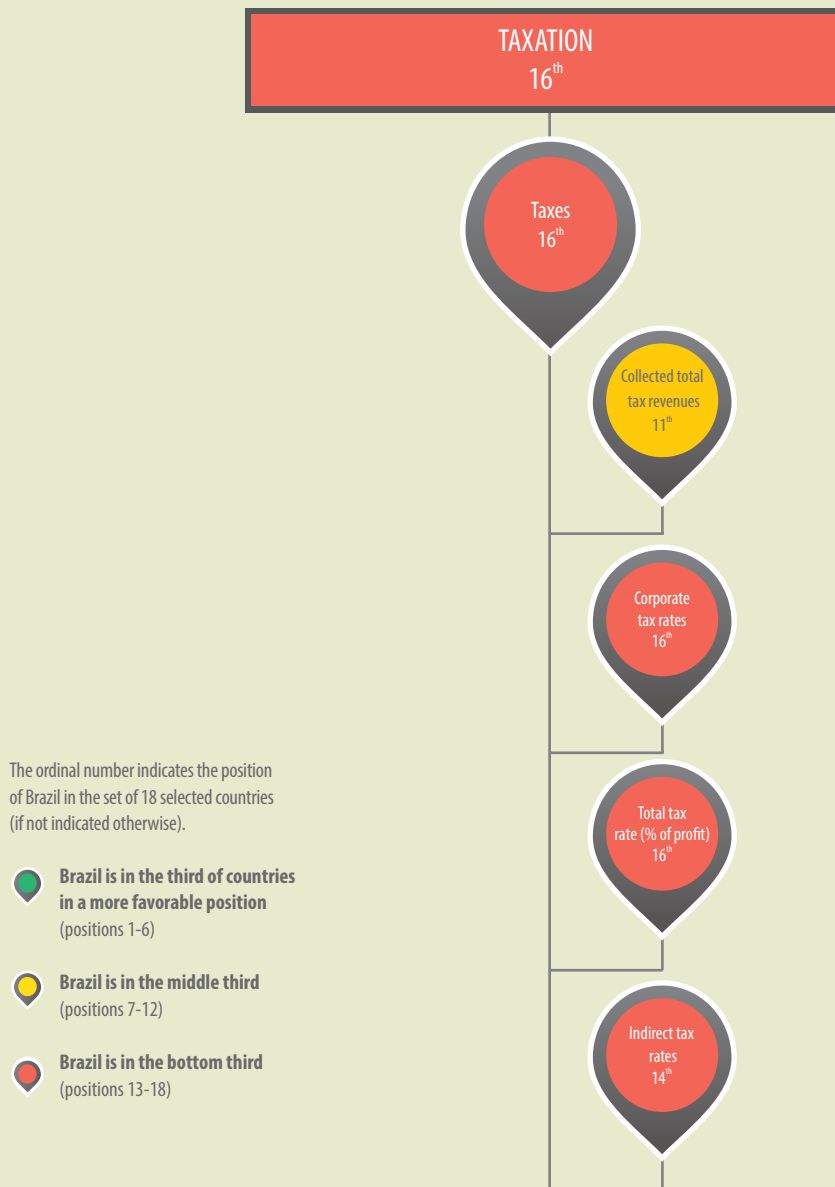 TAXATION
16th
Taxes
16th
Collected total
tax revenues
11th
Corporate
tax rates
16th
Total tax
rate (% of profit)
16th
Indirect tax
rates
14th
The ordinal number indicates the position
of Brazil in the set of 18 selected countries
(if not indicated otherwise).
Brazil is in the third of countries
in a more favorable position
(positions 1-6)
Brazil is in the middle third
(positions 7-12)
Brazil is in the bottom third
(positions 13-18)